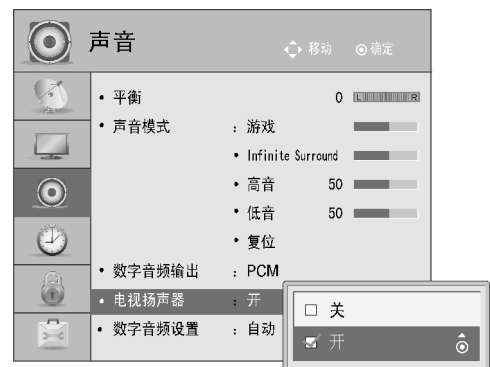 声音 移动 确定
• 平衡 0 L R
• 声音模式 : 游戏
• Infinite Surround
• 高音 50
• 低音 50
• 复位
• 数字音频输出 : PCM
• 电视扬声器 : 开
• 数字音频设置 : 自动
关
开